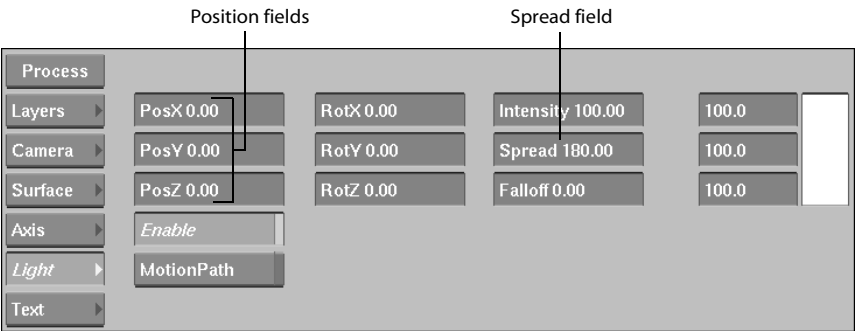 Position fields Spread field
Process
Layers PosX 0.00 RotX 0.00 Intensity 100.00 100.0
Camera PosY 0.00 RotY 0.00 Spread 180.00 100.0
Surface PosZ 0.00 RotZ 0.00 Falloff 0.00 100.0
Axis Enable
Light MotionPath
Text